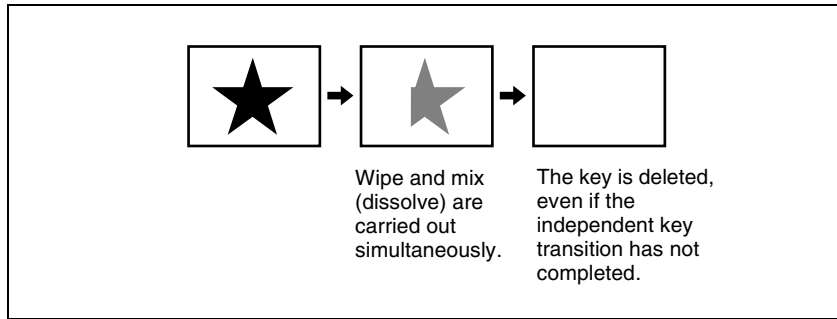 Wipe and mix
(dissolve) are
carried out
simultaneously.
The key is deleted,
even if the
independent key
transition has not
completed.